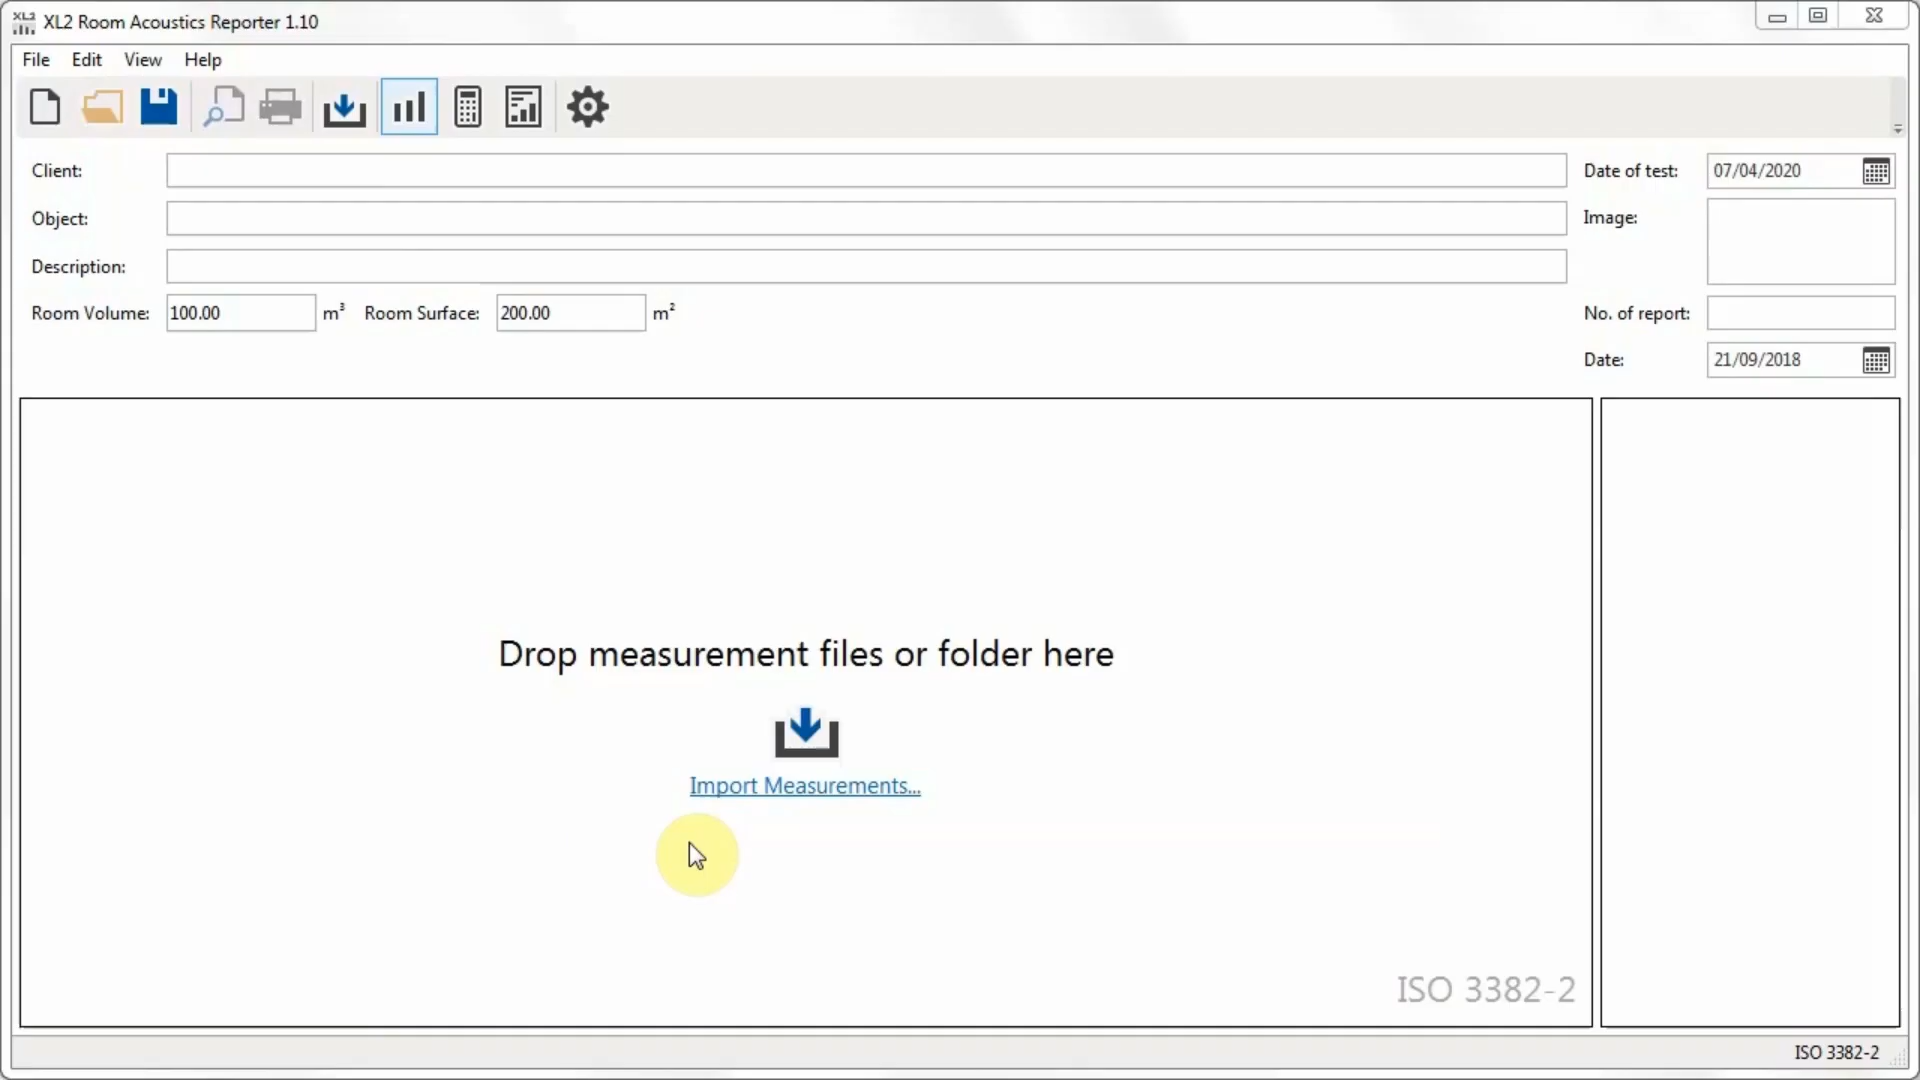 XL2 XL2 Room Acoustics Reporter 1.10
File Edit View Help
Client: Date of test: 07/04/2020
Object: Image:
Description:
Room Volume: 100.00 m³ Room Surface: 200.00 m² No. of report:
Date: 21/09/2018
Drop measurement files or folder here
Import Measurements...
ISO 3382-2
ISO 3382-2